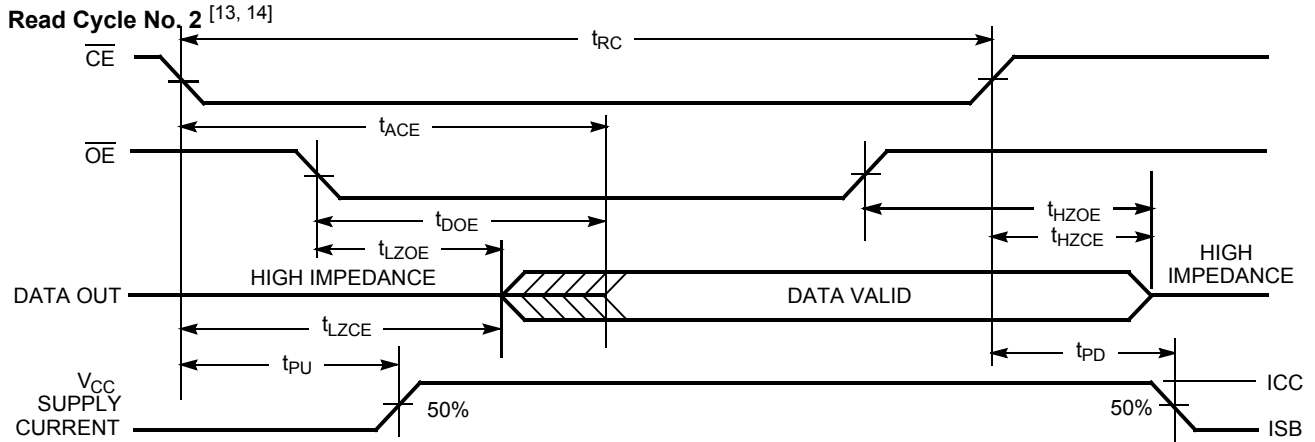 Read Cycle No. 2 [13, 14]
tRC
CE
tACE
OE
tDOE
tHZOE
tLZOE
tHZCE
HIGH IMPEDANCE
HIGH IMPEDANCE
DATA OUT
DATA VALID
tLZCE
tPU
tPD
VCC SUPPLY CURRENT
50%
50%
ICC
ISB